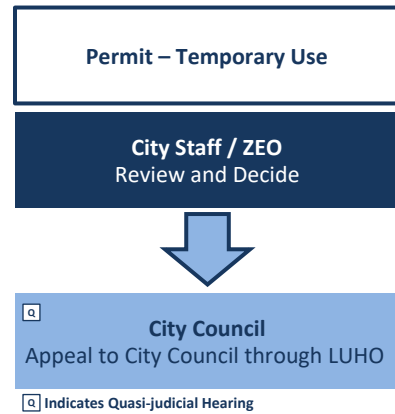 Permit – Temporary Use
City Staff / ZEO
Review and Decide
Q
City Council
Appeal to City Council through LUHO
Q Indicates Quasi-judicial Hearing